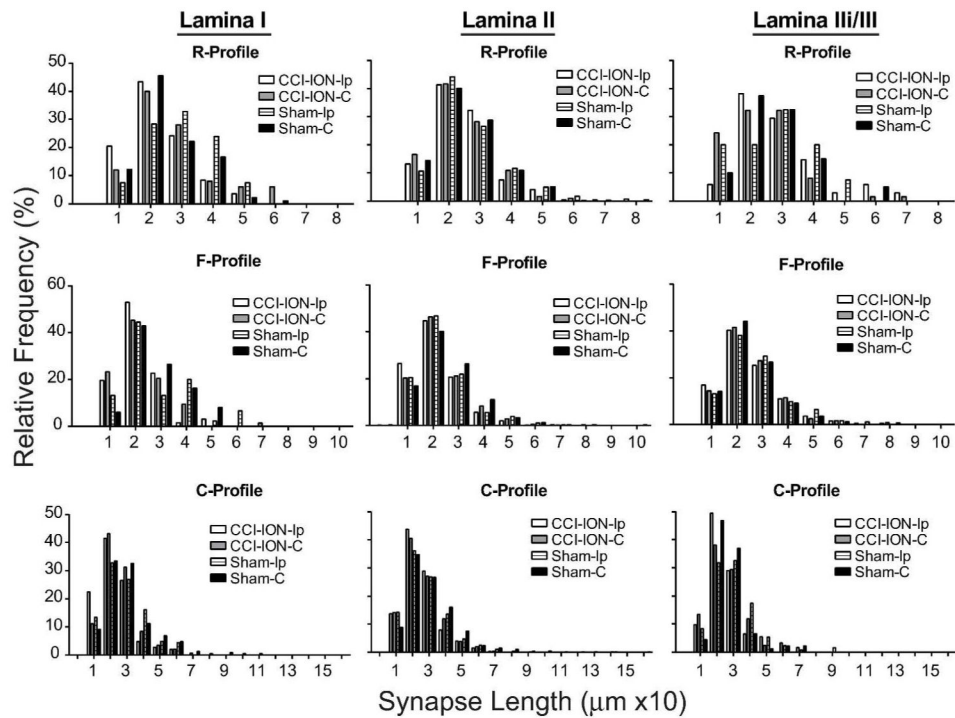 Lamina I
Lamina II
Lamina IIi/III
R-Profile
R-Profile
R-Profile
50
40
30
20
10
0
CCI-ION-Ip
CCI-ION-C
Sham-Ip
Sham-C
CCI-ION-Ip
CCI-ION-C
Sham-Ip
Sham-C
CCI-ION-Ip
CCI-ION-C
Sham-Ip
Sham-C
1 2 3 4 5 6 7 8
1 2 3 4 5 6 7 8
1 2 3 4 5 6 7 8
Relative Frequency (%)
F-Profile
F-Profile
F-Profile
60
40
20
0
CCI-ION-Ip
CCI-ION-C
Sham-Ip
Sham-C
CCI-ION-Ip
CCI-ION-C
Sham-Ip
Sham-C
CCI-ION-Ip
CCI-ION-C
Sham-Ip
Sham-C
1 2 3 4 5 6 7 8 9 10
1 2 3 4 5 6 7 8 9 10
1 2 3 4 5 6 7 8 9 10
C-Profile
C-Profile
C-Profile
50
40
30
20
10
0
CCI-ION-Ip
CCI-ION-C
Sham-Ip
Sham-C
CCI-ION-Ip
CCI-ION-C
Sham-Ip
Sham-C
CCI-ION-Ip
CCI-ION-C
Sham-Ip
Sham-C
1 3 5 7 9 11 13 15
1 3 5 7 9 11 13 15
1 3 5 7 9 11 13 15
Synapse Length (μm x10)